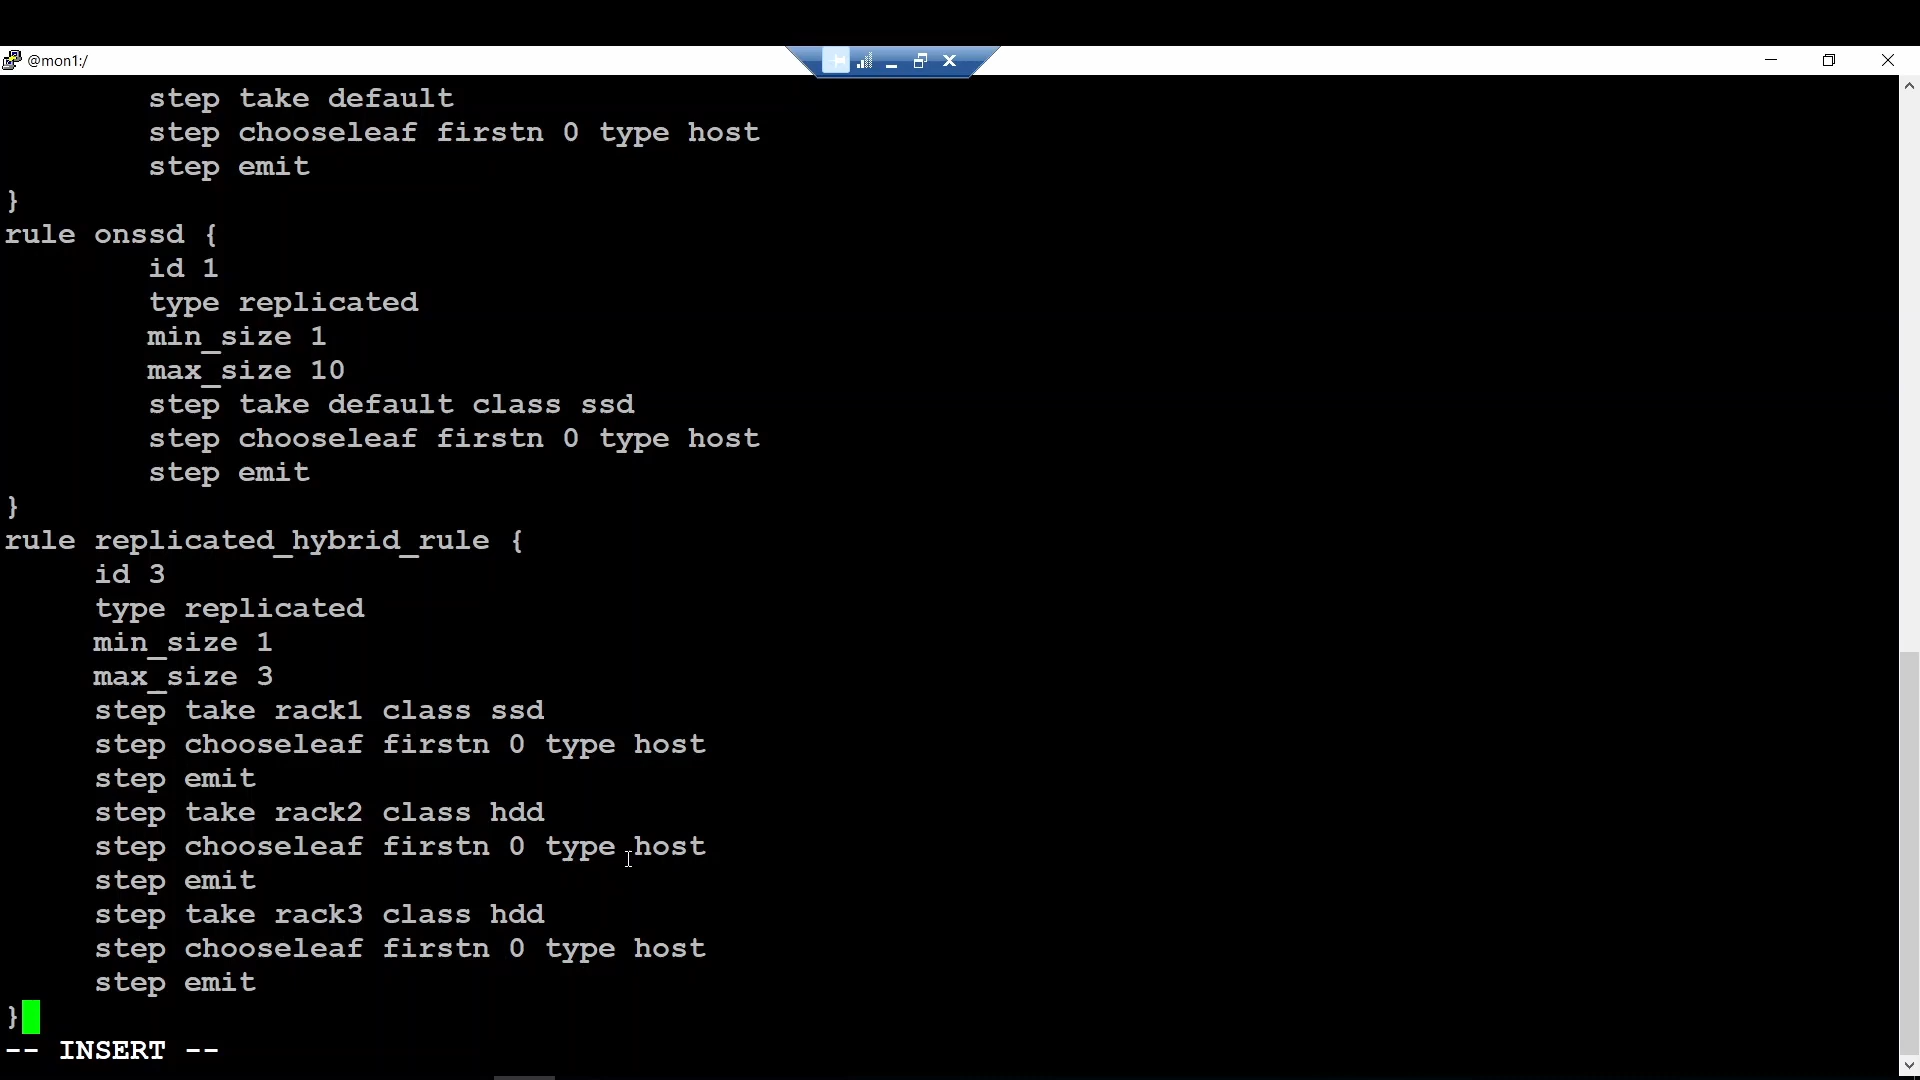 @mon1:/
step take default
step chooseleaf firstn 0 type host
step emit
}
rule onssd {
id 1
type replicated
min_size 1
max_size 10
step take default class ssd
step chooseleaf firstn 0 type host
step emit
}
rule replicated_hybrid_rule {
id 3
type replicated
min_size 1
max_size 3
step take rack1 class ssd
step chooseleaf firstn 0 type host
step emit
step take rack2 class hdd
step chooseleaf firstn 0 type host
step emit
step take rack3 class hdd
step chooseleaf firstn 0 type host
step emit
}
-- INSERT --